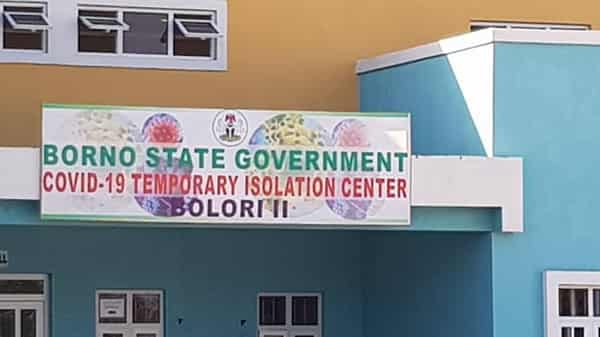 BORNO STATE GOVERNMENT
COVID-19 TEMPORARY ISOLATION CENTER
BOLORI II